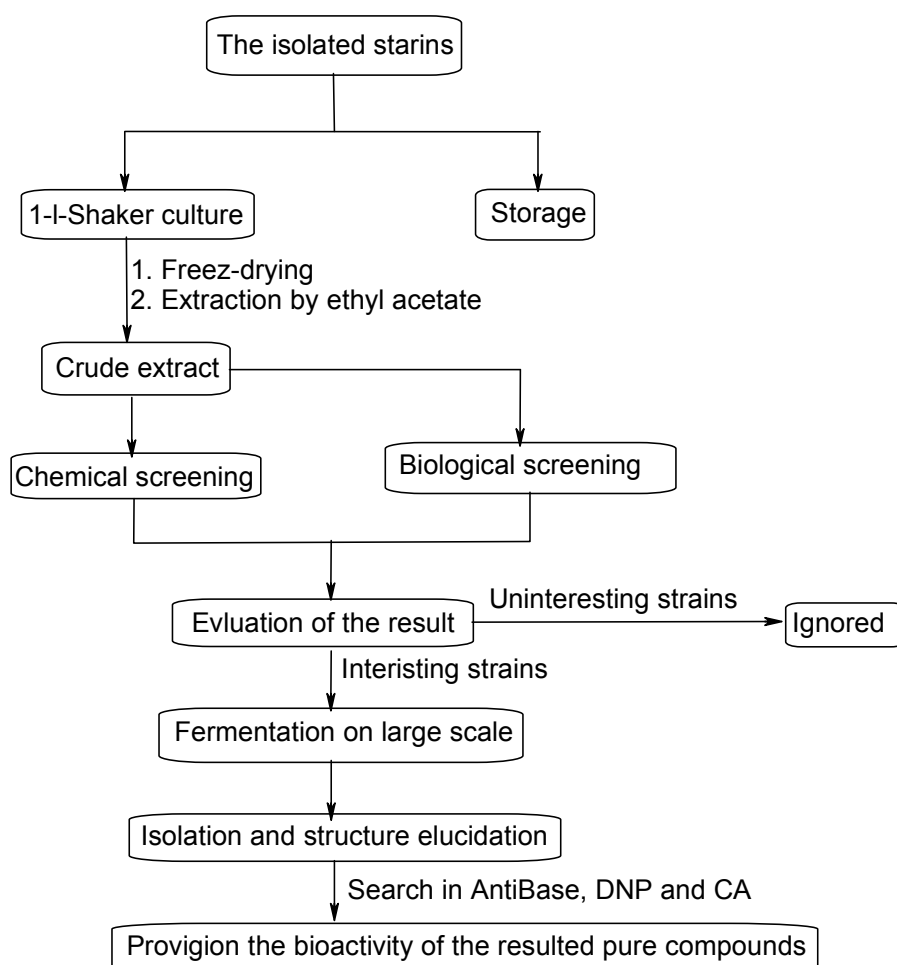 The isolated starins
1-l-Shaker culture
Storage
1. Freez-drying
2. Extraction by ethyl acetate
Crude extract
Chemical screening
Biological screening
Evluation of the result
Uninteresting strains
Ignored
Interisting strains
Fermentation on large scale
Isolation and structure elucidation
Search in AntiBase, DNP and CA
Provigion the bioactivity of the resulted pure compounds